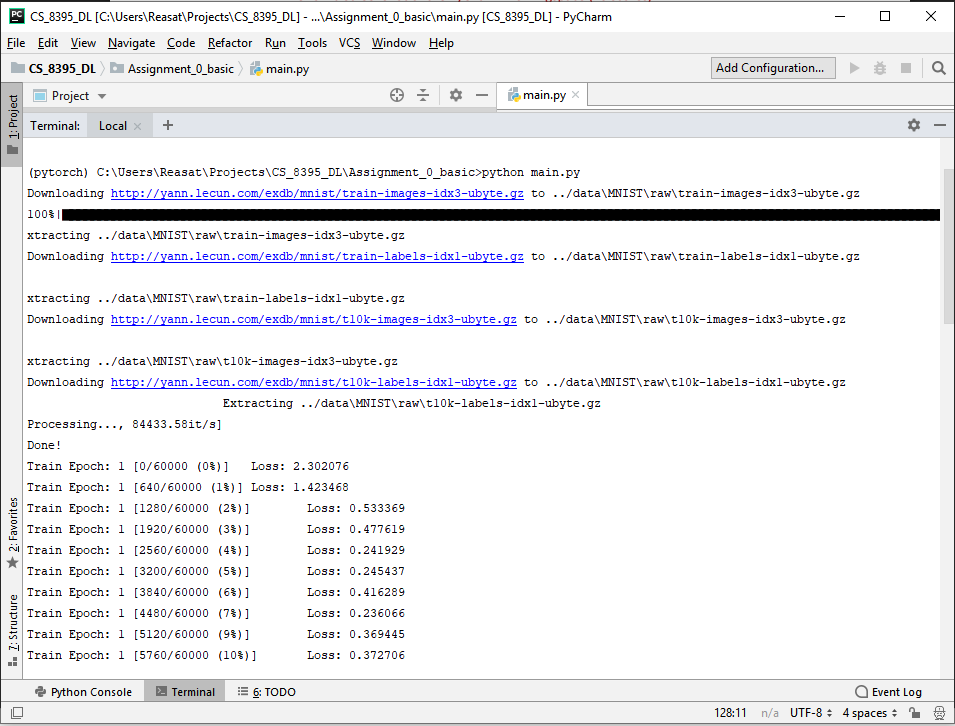 CS_8395_DL [C:\Users\Reasat\Projects\CS_8395_DL] - ...\Assignment_0_basic\main.py [CS_8395_DL] - PyCharm
File Edit View Navigate Code Refactor Run Tools VCS Window Help
CS_8395_DL Assignment_0_basic main.py Add Configuration...
1: Project
Project main.py
Terminal: Local +
(pytorch) C:\Users\Reasat\Projects\CS_8395_DL\Assignment_0_basic>python main.py
Downloading http://yann.lecun.com/exdb/mnist/train-images-idx3-ubyte.gz to ../data\MNIST\raw\train-images-idx3-ubyte.gz
100%|
xtracting ../data\MNIST\raw\train-images-idx3-ubyte.gz
Downloading http://yann.lecun.com/exdb/mnist/train-labels-idx1-ubyte.gz to ../data\MNIST\raw\train-labels-idx1-ubyte.gz
xtracting ../data\MNIST\raw\train-labels-idx1-ubyte.gz
Downloading http://yann.lecun.com/exdb/mnist/t10k-images-idx3-ubyte.gz to ../data\MNIST\raw\t10k-images-idx3-ubyte.gz
xtracting ../data\MNIST\raw\t10k-images-idx3-ubyte.gz
Downloading http://yann.lecun.com/exdb/mnist/t10k-labels-idx1-ubyte.gz to ../data\MNIST\raw\t10k-labels-idx1-ubyte.gz
Extracting ../data\MNIST\raw\t10k-labels-idx1-ubyte.gz
Processing..., 84433.58it/s]
Done!
Train Epoch: 1 [0/60000 (0%)] Loss: 2.302076
Train Epoch: 1 [640/60000 (1%)] Loss: 1.423468
Train Epoch: 1 [1280/60000 (2%)] Loss: 0.533369
Train Epoch: 1 [1920/60000 (3%)] Loss: 0.477619
Train Epoch: 1 [2560/60000 (4%)] Loss: 0.241929
Train Epoch: 1 [3200/60000 (5%)] Loss: 0.245437
Train Epoch: 1 [3840/60000 (6%)] Loss: 0.416289
Train Epoch: 1 [4480/60000 (7%)] Loss: 0.236066
Train Epoch: 1 [5120/60000 (9%)] Loss: 0.369445
Train Epoch: 1 [5760/60000 (10%)] Loss: 0.372706
2: Favorites
7: Structure
Python Console Terminal 6: TODO Event Log
128:11 n/a UTF-8 4 spaces